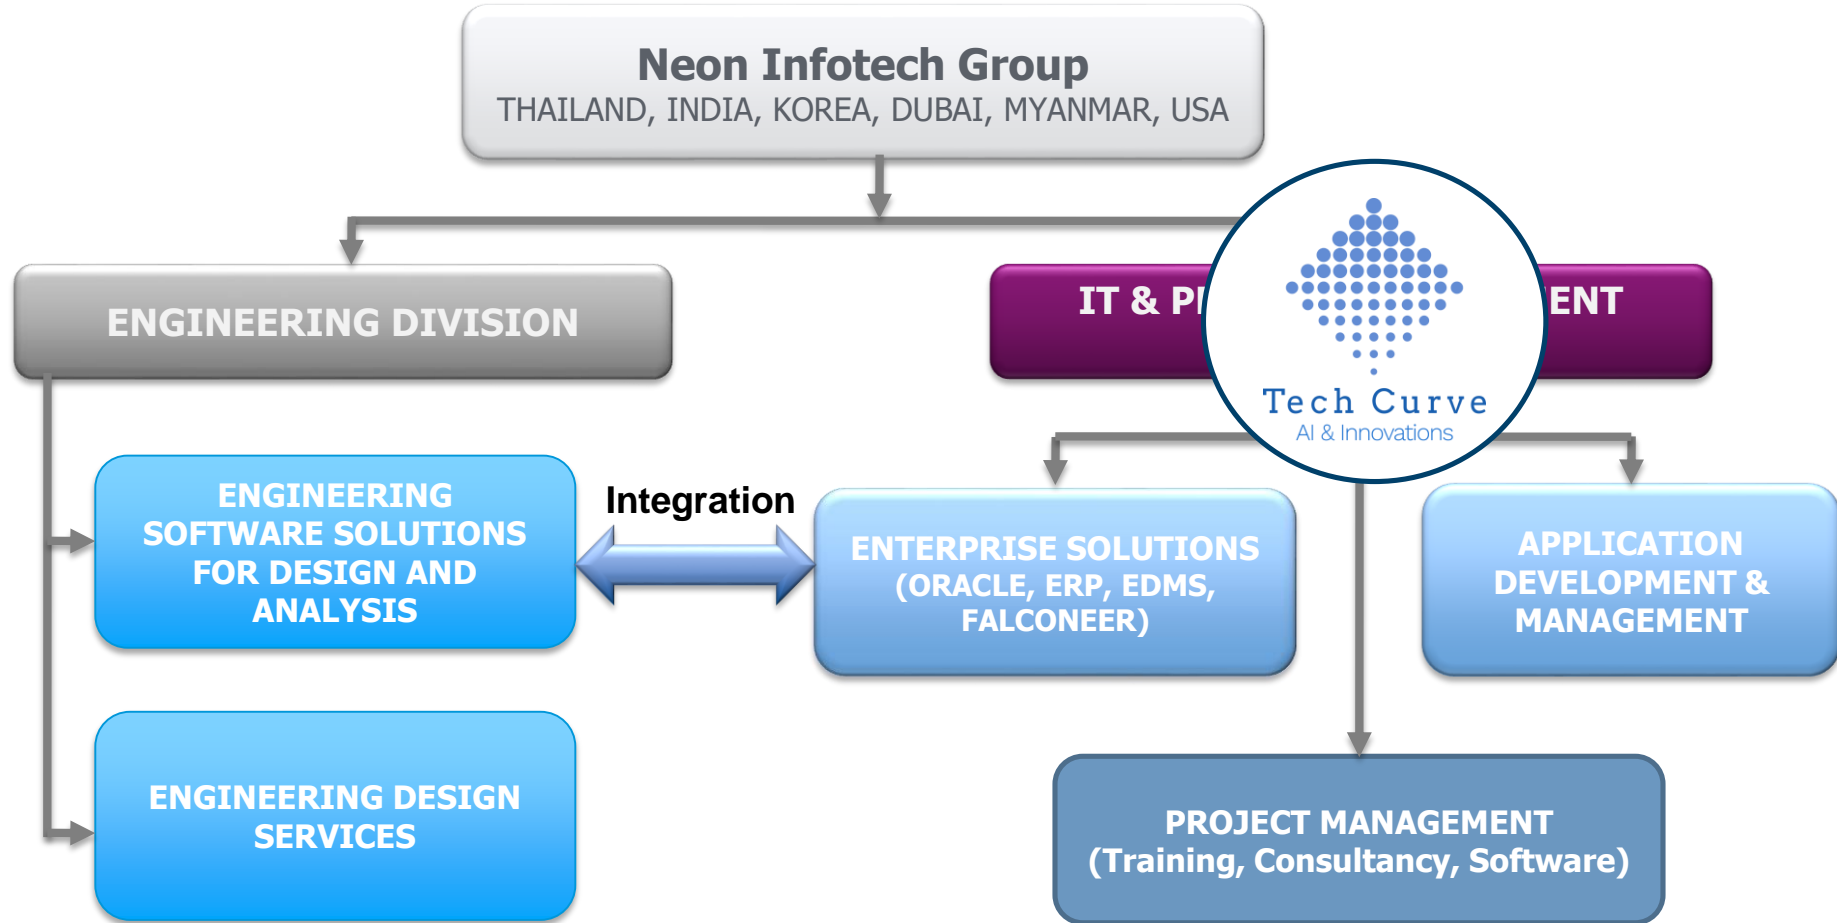 Neon Infotech Group
THAILAND, INDIA, KOREA, DUBAI, MYANMAR, USA
ENGINEERING DIVISION
IT &
Tech Curve
AI & Innovations
ENGINEERING
SOFTWARE SOLUTIONS
FOR DESIGN AND
ANALYSIS
Integration
ENTERPRISE SOLUTIONS
(ORACLE, ERP, EDMS,
FALCONEER)
APPLICATION
DEVELOPMENT &
MANAGEMENT
ENGINEERING DESIGN
SERVICES
PROJECT MANAGEMENT
(Training, Consultancy, Software)